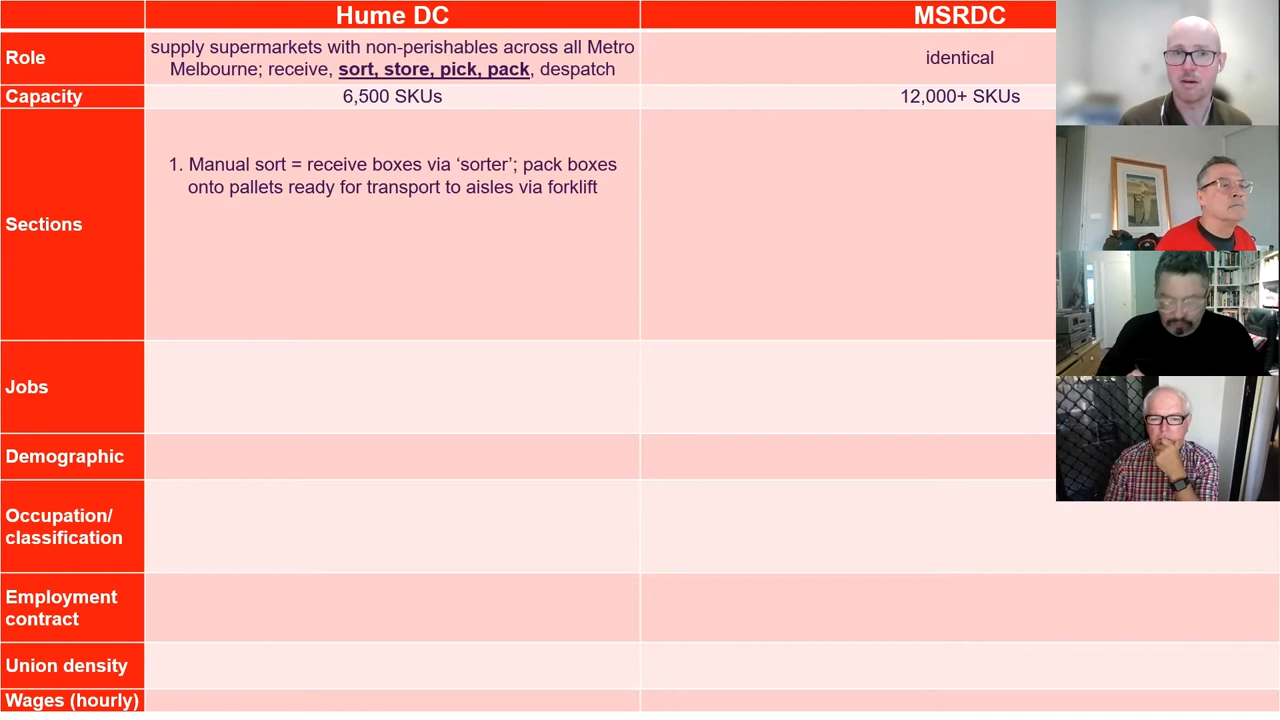 Hume DC
MSRDC
Role
supply supermarkets with non-perishables across all Metro
Melbourne; receive, sort, store, pick, pack, despatch
identical
Capacity
6,500 SKUs
12,000+ SKUs
Sections
1. Manual sort = receive boxes via ‘sorter’; pack boxes
onto pallets ready for transport to aisles via forklift
Jobs
Demographic
Occupation/
classification
Employment
contract
Union density
Wages (hourly)